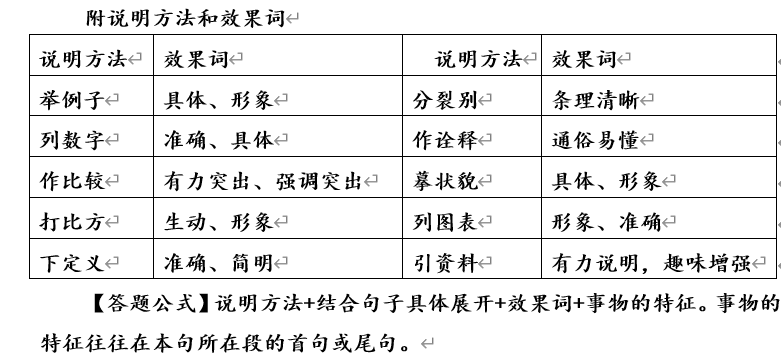 附说明方法和效果词
说明方法 效果词 说明方法 效果词
举例子 具体、形象 分裂别 条理清晰
列数字 准确、具体 作诠释 通俗易懂
作比较 有力突出、强调突出 摹状貌 具体、形象
打比方 生动、形象 列图表 形象、准确
下定义 准确、简明 引资料 有力说明，趣味增强
【答题公式】说明方法+结合句子具体展开+效果词+事物的特征。事物的
特征往往在本句所在段的首句或尾句。